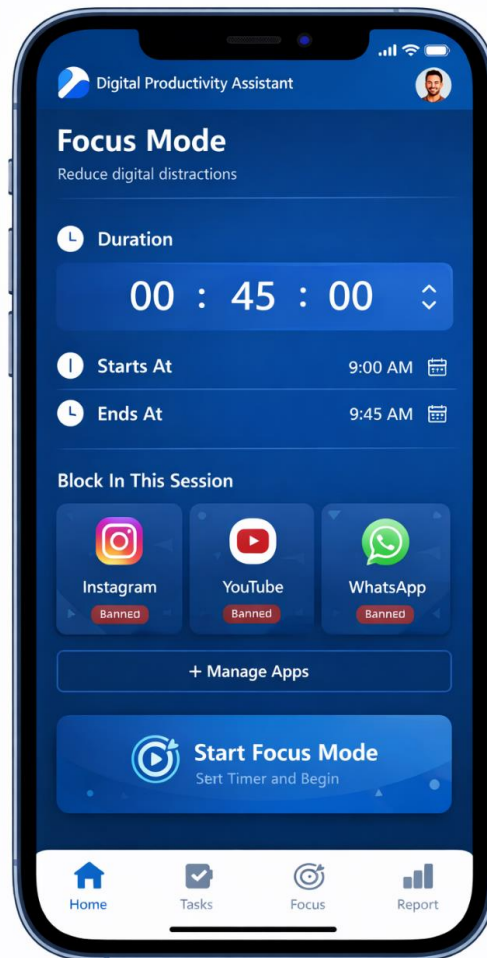 Digital Productivity Assistant
Focus Mode
Reduce digital distractions
Duration
00 : 45 : 00
Starts At 9:00 AM
Ends At 9:45 AM
Block In This Session
Instagram YouTube WhatsApp
Banned Banned Banned
+ Manage Apps
Start Focus Mode
Sert Timer and Begin
Home Tasks Focus Report